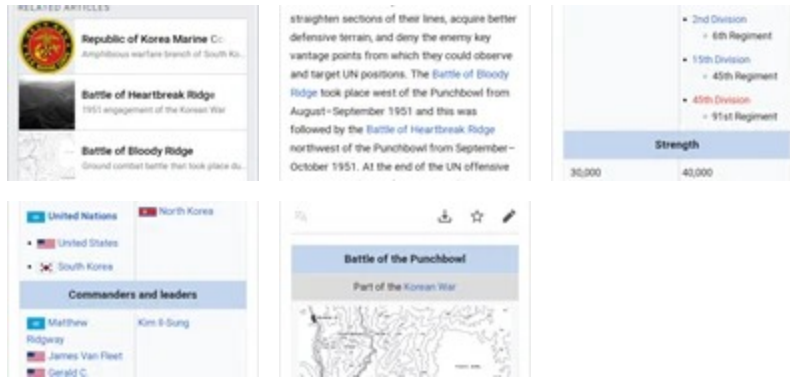 RELATED ARTICLES
Republic of Korea Marine Co
Amphibious warfare branch of South Ko...
Battle of Heartbreak Ridge
1951 engagement of the Korean War
Battle of Bloody Ridge
Ground combat battle that took place du...
straighten sections of their lines, acquire better
defensive terrain, and deny the enemy key
vantage points from which they could observe
and target UN positions. The Battle of Bloody
Ridge took place west of the Punchbowl from
August–September 1951 and this was
followed by the Battle of Heartbreak Ridge
northwest of the Punchbowl from September–
October 1951. At the end of the UN offensive
2nd Division
6th Regiment
15th Division
45th Regiment
45th Division
91st Regiment
Strength
30,000
40,000
United Nations
United States
South Korea
North Korea
Commanders and leaders
Matthew
Ridgway
James Van Fleet
Gerald C.
Kim Il-Sung
Battle of the Punchbowl
Part of the Korean War